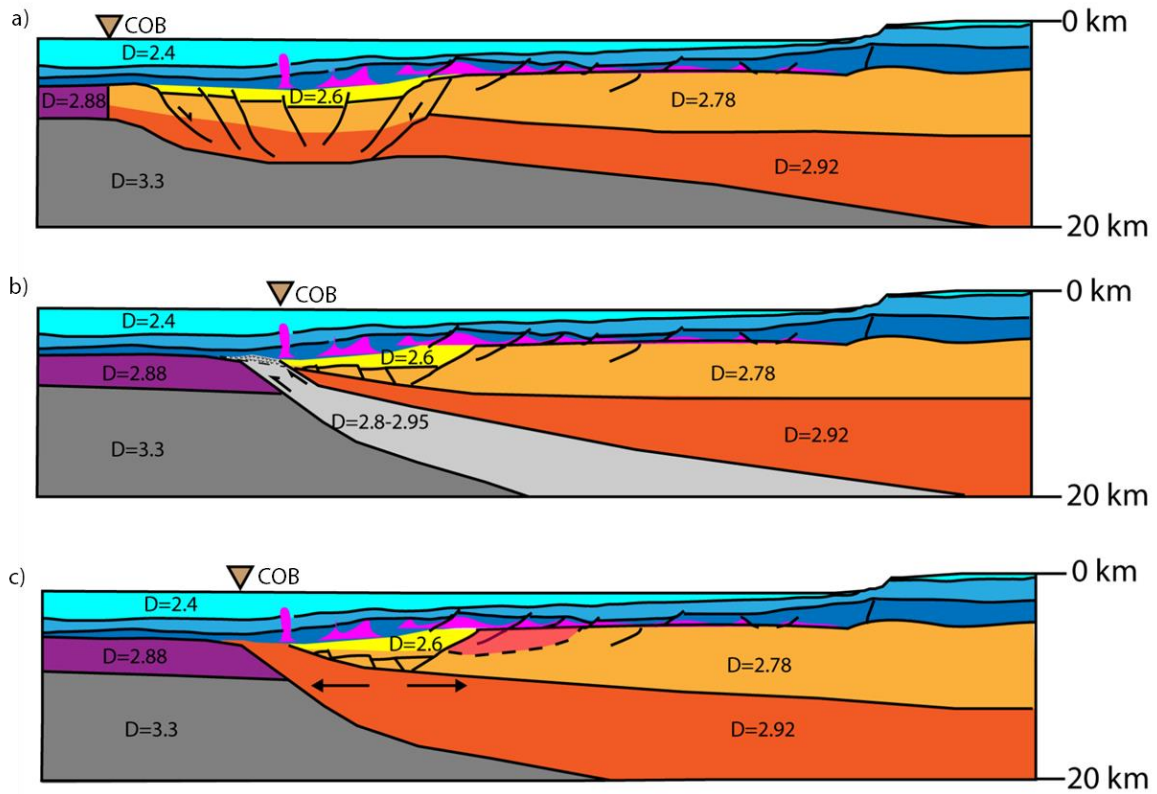 a)
COB
0 km
D=2.4
D=2.88
D=2.6
D=2.78
D=2.92
D=3.3
20 km
b)
COB
0 km
D=2.4
D=2.6
D=2.88
D=2.78
D=2.8-2.95
D=2.92
D=3.3
20 km
c)
COB
0 km
D=2.4
D=2.6
D=2.88
D=2.78
D=3.3
D=2.92
20 km